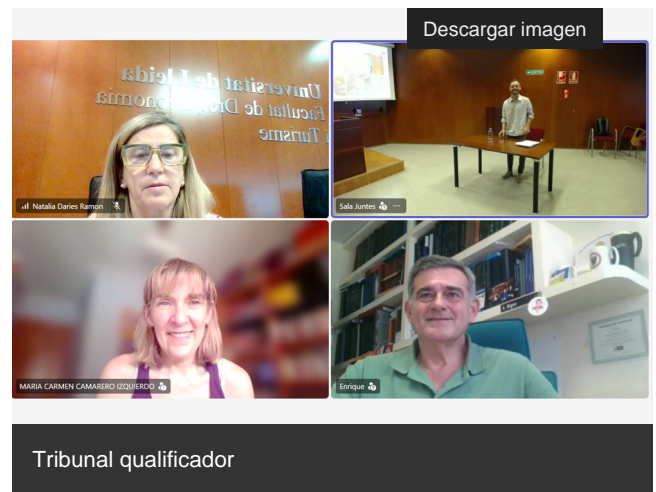 Descargar imagen
Universitat de Lleida
Facultat de Dret, Economia
i Turisme
Natalia Daries Ramon
Sala Juntes
MARIA CARMEN CAMARERO IZQUIERDO
Enrique
Tribunal qualificador